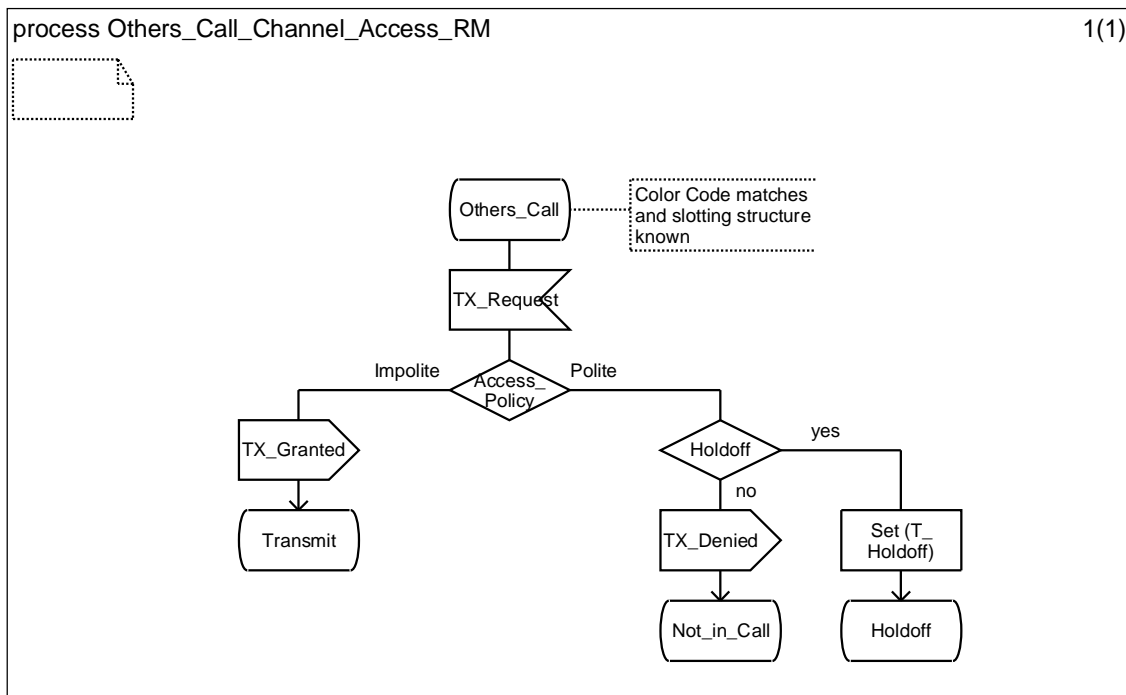 process Others_Call_Channel_Access_RM
1(1)
Others_Call
Color Code matches
and slotting structure
known
TX_Request
Impolite
Access_
Policy
Polite
TX_Granted
Holdoff
yes
no
Transmit
TX_Denied
Set (T_
Holdoff)
Not_in_Call
Holdoff